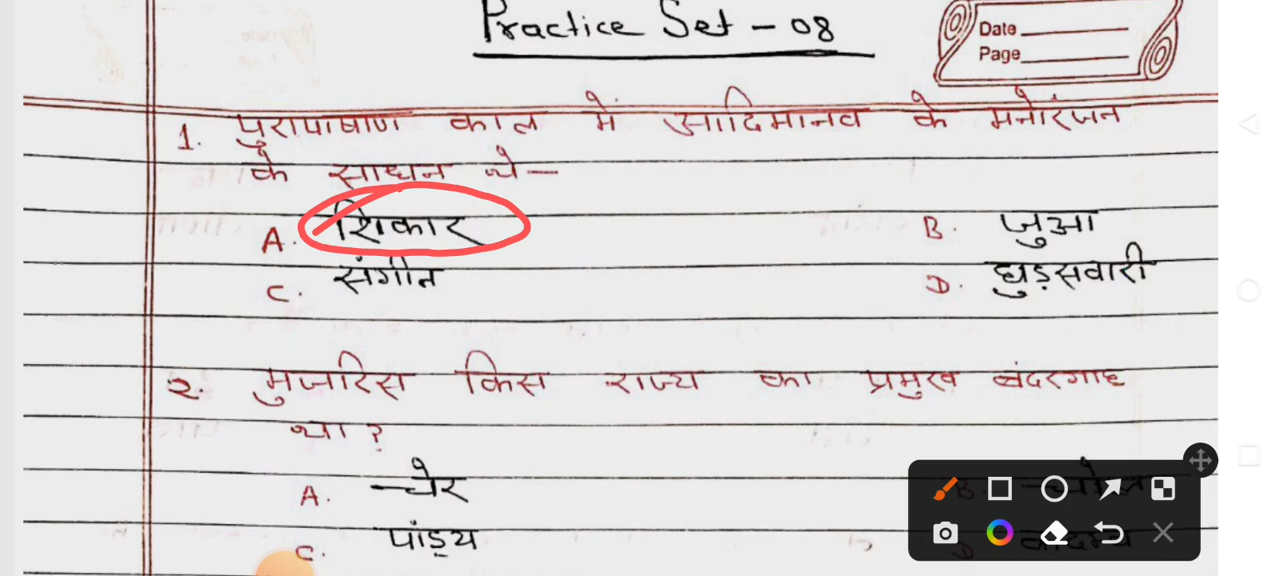 Practice Set - 08
Date
Page
1. पुरापाषाण काल में आदिमानव के मनोरंजन
के साधन थे-
A. शिकार B. जुआ
C. संगीत D. घुड़सवारी
2. मुजरिस किस राज्य का प्रमुख बंदरगाह
था?
A. चेर B.
C. पांड्य D.